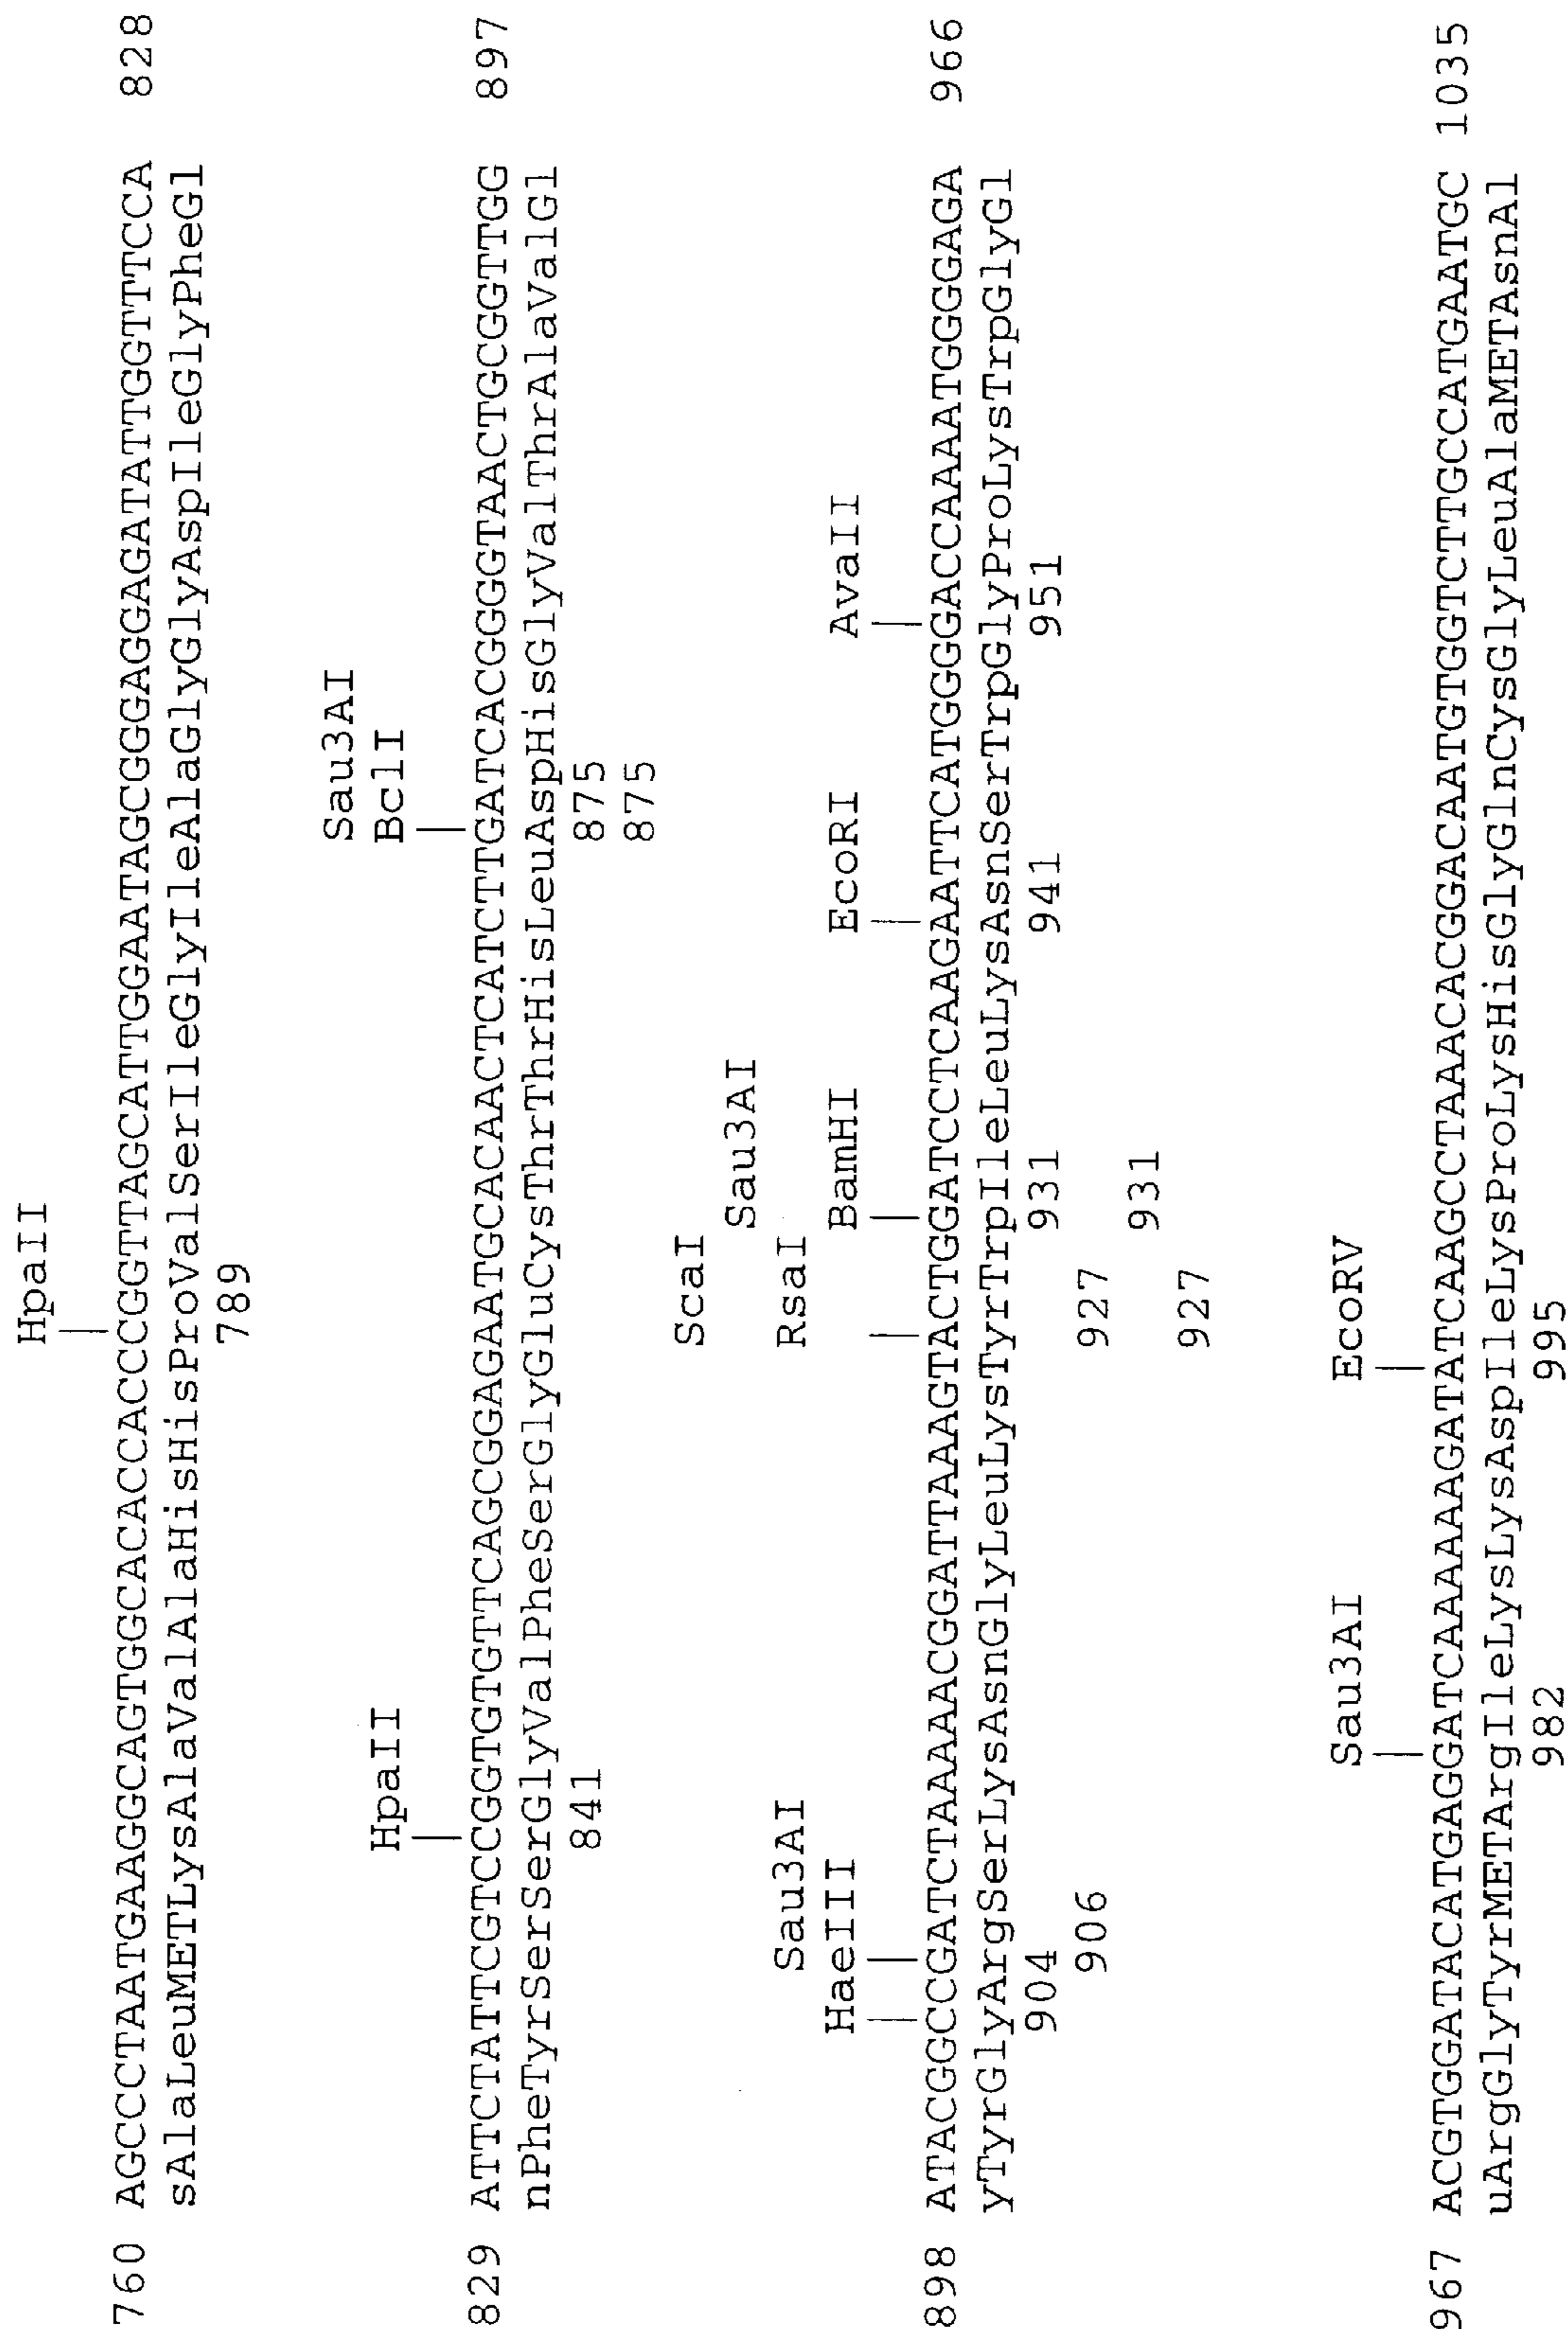 HpaII
760 AGCCCTAATGAAGGCAGTGGCACACCACCCGGTTAGCATTGGAATAGCGGGAGGAGATATTGGTTTCCA 828
sAlaLeuMETLysAlaValAlaHisHisProValSerIleGlyIleAlaGlyGlyAspIleGlyPheGl
789
Sau3AI
HpaII BclI
829 ATTCTATTCGTCCGGTGTGTTCAGCGGAGAATGCACAACTCATCTTGATCACGGGGTAACTGCGGTTGG 897
nPheTyrSerSerGlyValPheSerGlyGluCysThrThrHisLeuAspHisGlyValThrAlaValGl
841 875
875
ScaI
Sau3AI
Sau3AI RsaI
HaeIII BamHI EcoRI AvaII
898 ATACGGCCGATCTAAAAACGGATTAAAGTACTGGATCCTCAAGAATTCATGGGGACCAAAATGGGGAGA 966
yTyrGlyArgSerLysAsnGlyLeuLysTyrTrpIleLeuLysAsnSerTrpGlyProLysTrpGlyGl
904 931 941 951
906 927
931
927
Sau3AI EcoRV
967 ACGTGGATACATGAGGATCAAAAAAGATATCAAGCCTAAACACGGACAATGTGGTCTTGCCATGAATGC 1035
uArgGlyTyrMETArgIleLysLysAspIleLysProLysHisGlyGlnCysGlyLeuAlaMETAsnAl
982 995